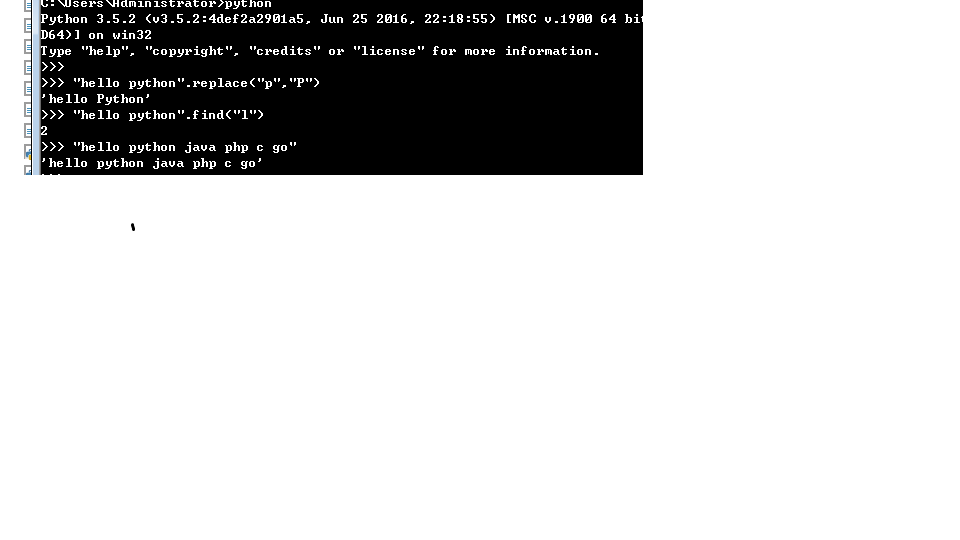 C:\Users\Administrator>python
Python 3.5.2 (v3.5.2:4def2a2901a5, Jun 25 2016, 22:18:55) [MSC v.1900 64 bit
D64)] on win32
Type "help", "copyright", "credits" or "license" for more information.
>>>
>>> "hello python".replace("p","P")
'hello Python'
>>> "hello python".find("l")
2
>>> "hello python java php c go"
'hello python java php c go'